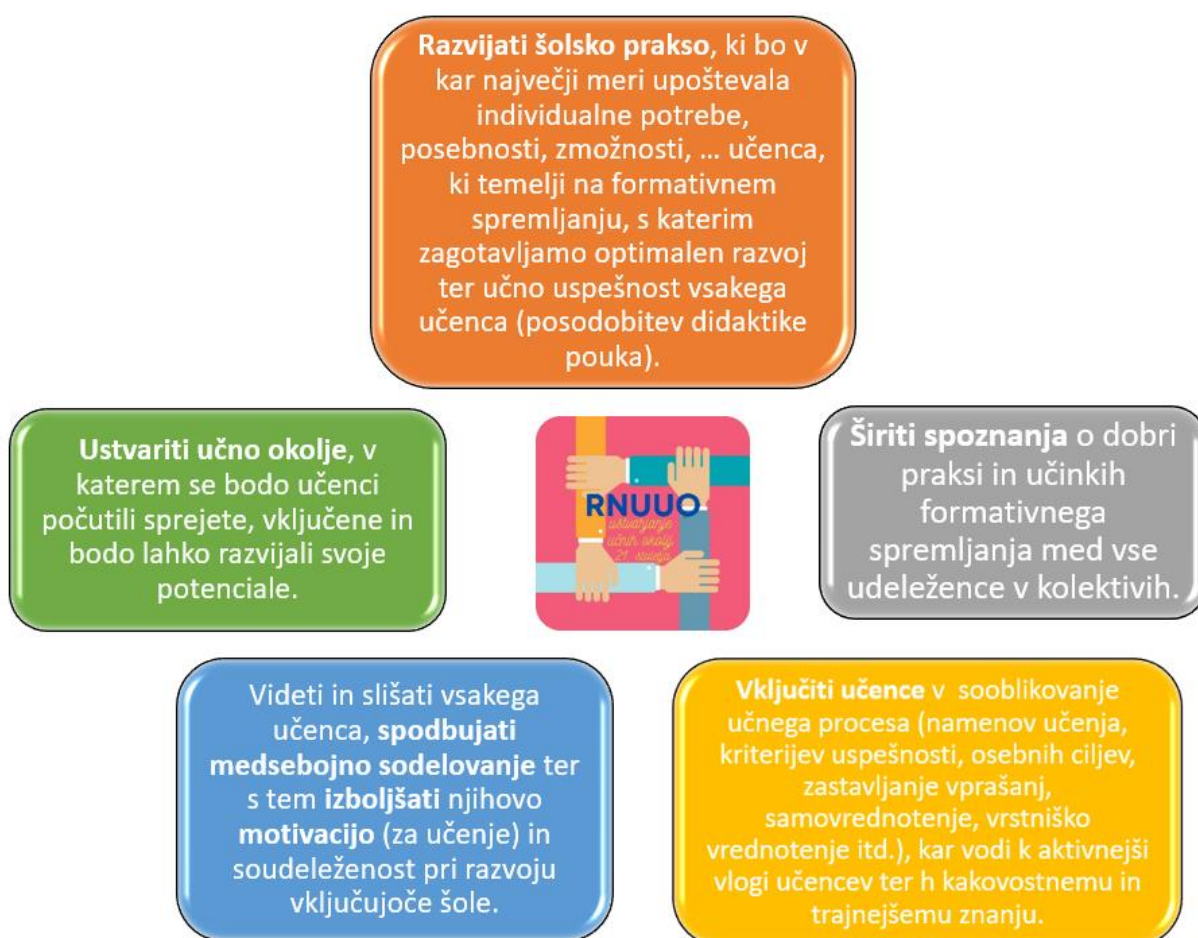 Razvijati šolsko prakso, ki bo v
kar največji meri upoštevala
individualne potrebe,
posebnosti, zmožnosti, … učenca,
ki temelji na formativnem
spremljanju, s katerim
zagotavljamo optimalen razvoj
ter učno uspešnost vsakega
učenca (posodobitev didaktike
pouka).
Ustvariti učno okolje, v
katerem se bodo učenci
počutili sprejete, vključene in
bodo lahko razvijali svoje
potenciale.
RNUUO
ustvarjanje
učnih okolij
21. stoletja
Širiti spoznanja o dobri
praksi in učinkih
formativnega
spremljanja med vse
udeležence v kolektivih.
Videti in slišati vsakega
učenca, spodbujati
medsebojno sodelovanje ter
s tem izboljšati njihovo
motivacijo (za učenje) in
soudeleženost pri razvoju
vključujoče šole.
Vključiti učence v  sooblikovanje
učnega procesa (namenov učenja,
kriterijev uspešnosti, osebnih ciljev,
zastavljanje vprašanj,
samovrednotenje, vrstniško
vrednotenje itd.), kar vodi k aktivnejši
vlogi učencev ter h kakovostnemu in
trajnejšemu znanju.